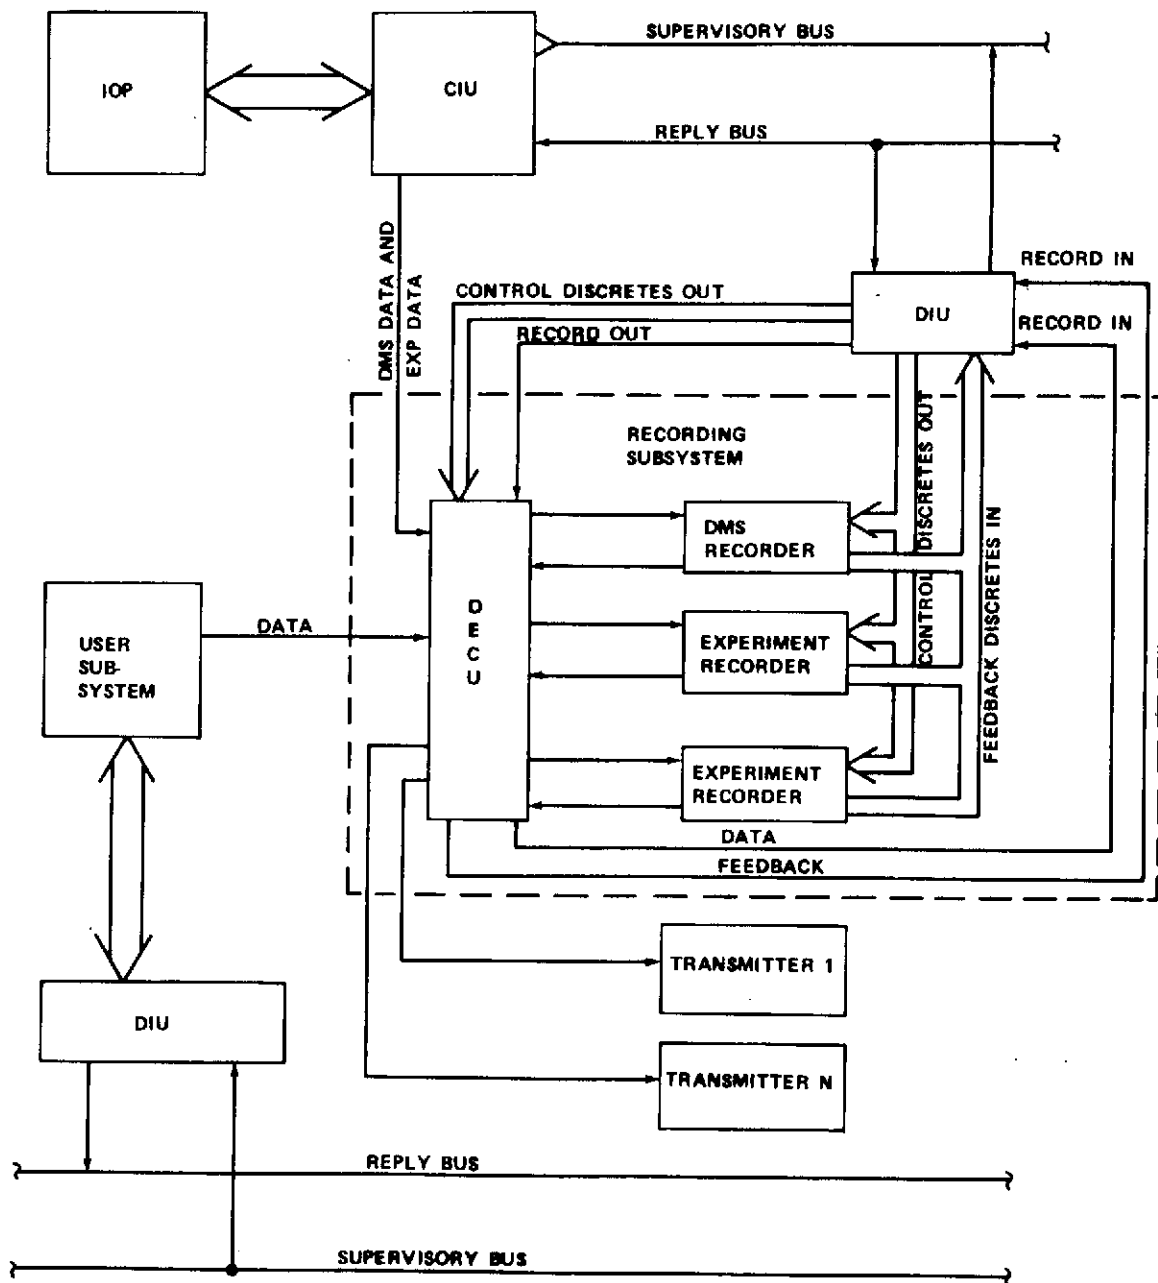 SUPERVISORY BUS
IOP
CIU
REPLY BUS
DMS DATA AND
EXP DATA
RECORD IN
CONTROL DISCRETES OUT
DIU
RECORD IN
RECORD OUT
RECORDING
SUBSYSTEM
CONTROL DISCRETES OUT
FEEDBACK DISCRETES IN
DMS
RECORDER
DECU
DATA
USER
SUB-
SYSTEM
EXPERIMENT
RECORDER
EXPERIMENT
RECORDER
DATA
FEEDBACK
TRANSMITTER 1
DIU
TRANSMITTER N
REPLY BUS
SUPERVISORY BUS